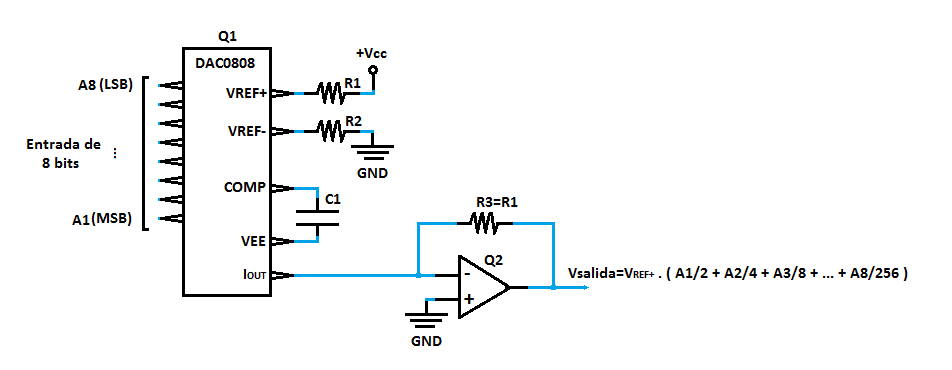 Q1
DAC0808
+Vcc
A8 (LSB)
VREF+
R1
VREF-
R2
Entrada de
8 bits
...
GND
COMP
C1
A1 (MSB)
VEE
IOUT
R3=R1
Q2
-
+
Vsalida=VREF+ . ( A1/2 + A2/4 + A3/8 + ... + A8/256 )
GND